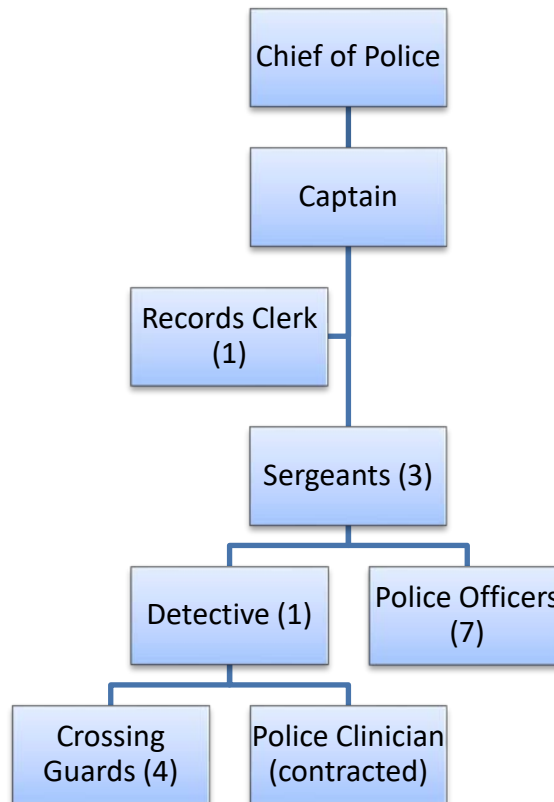 Chief of Police
Captain
Records Clerk
(1)
Sergeants (3)
Detective (1)
Police Officers
(7)
Crossing
Guards (4)
Police Clinician
(contracted)